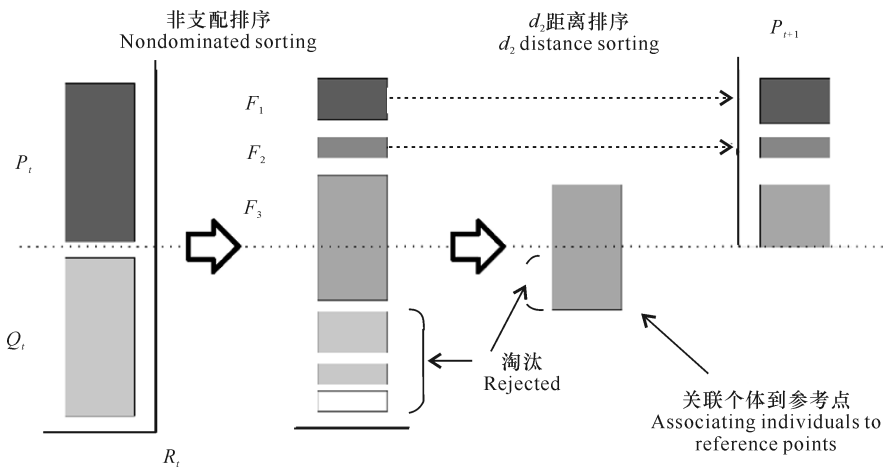 非支配排序
Nondominated sorting
d₂距离排序
d₂ distance sorting
Pₜ₊₁
F₁
F₂
F₃
Pₜ
Qₜ
Rₜ
淘汰
Rejected
关联个体到参考点
Associating individuals to
reference points